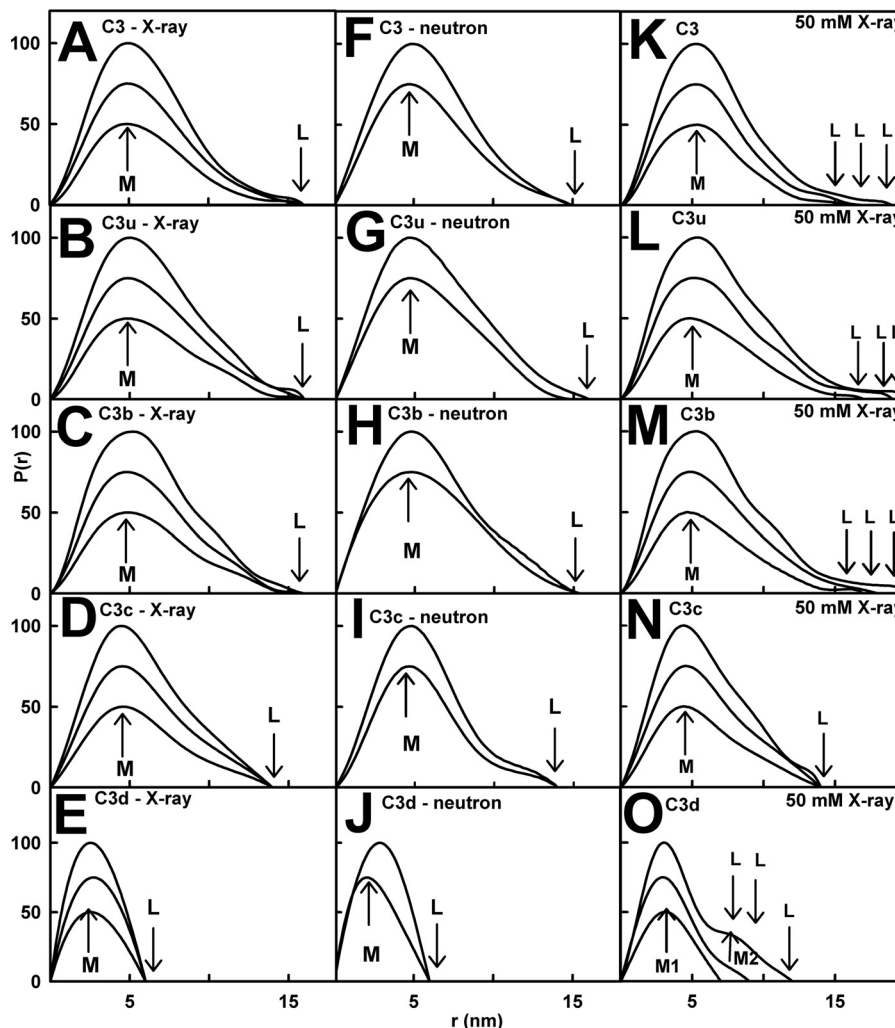 A C3 - X-ray
100
50
0
L
M
F C3 - neutron
L
M
K C3 50 mM X-ray
L L L
M
B C3u - X-ray
100
50
0
L
M
G C3u - neutron
L
M
L C3u 50 mM X-ray
L L
M
C C3b - X-ray
100
50
0
L
M
H C3b - neutron
L
M
M C3b 50 mM X-ray
L L L
M
P(r)
D C3c - X-ray
100
50
0
L
M
I C3c - neutron
L
M
N C3c 50 mM X-ray
L
M
E C3d - X-ray
100
50
0
L
M
J C3d - neutron
L
M
O C3d 50 mM X-ray
L L
L
M1 M2
5 15 5 15 5 15
r (nm)